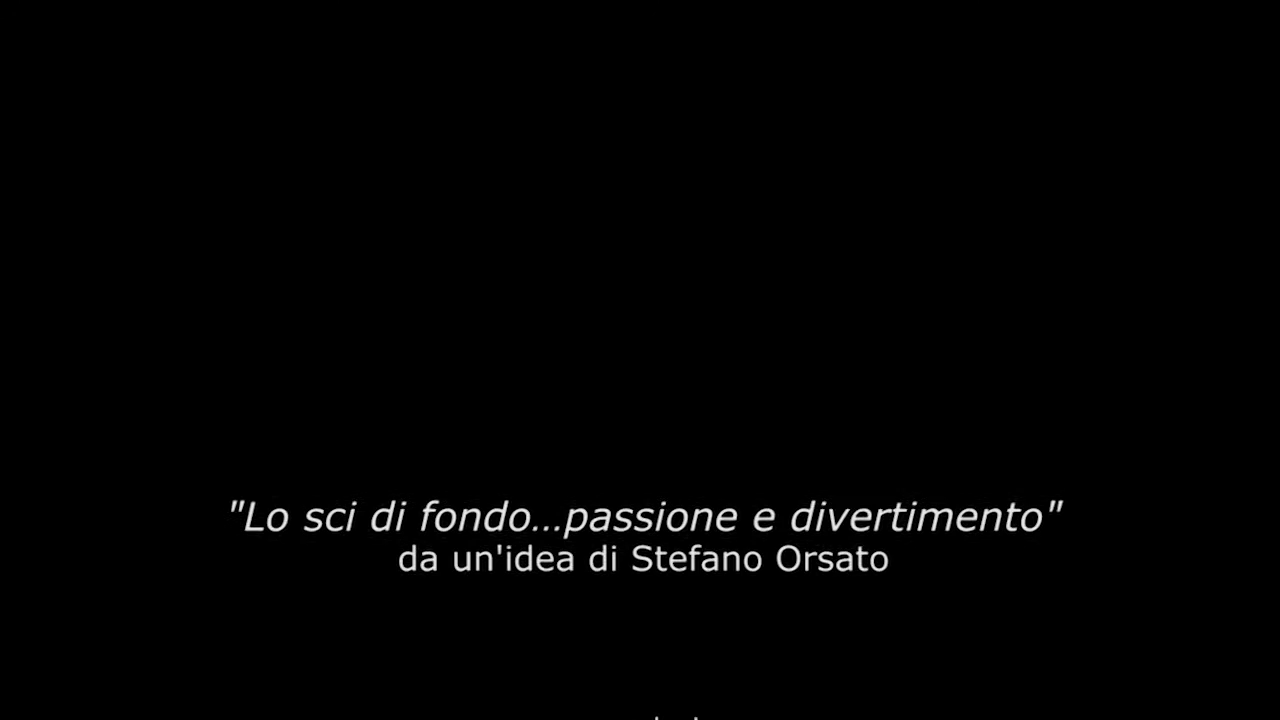 "Lo sci di fondo...passione e divertimento"
da un'idea di Stefano Orsato